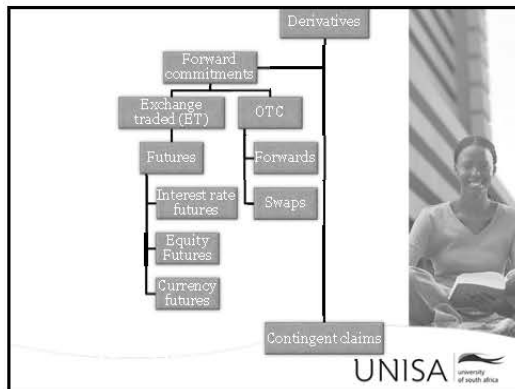 Derivatives
Forward
commitments
Exchange
traded (ET)
OTC
Futures
Forwards
Interest rate
futures
Swaps
Equity
Futures
Currency
futures
Contingent claims
UNISA
university
of south africa